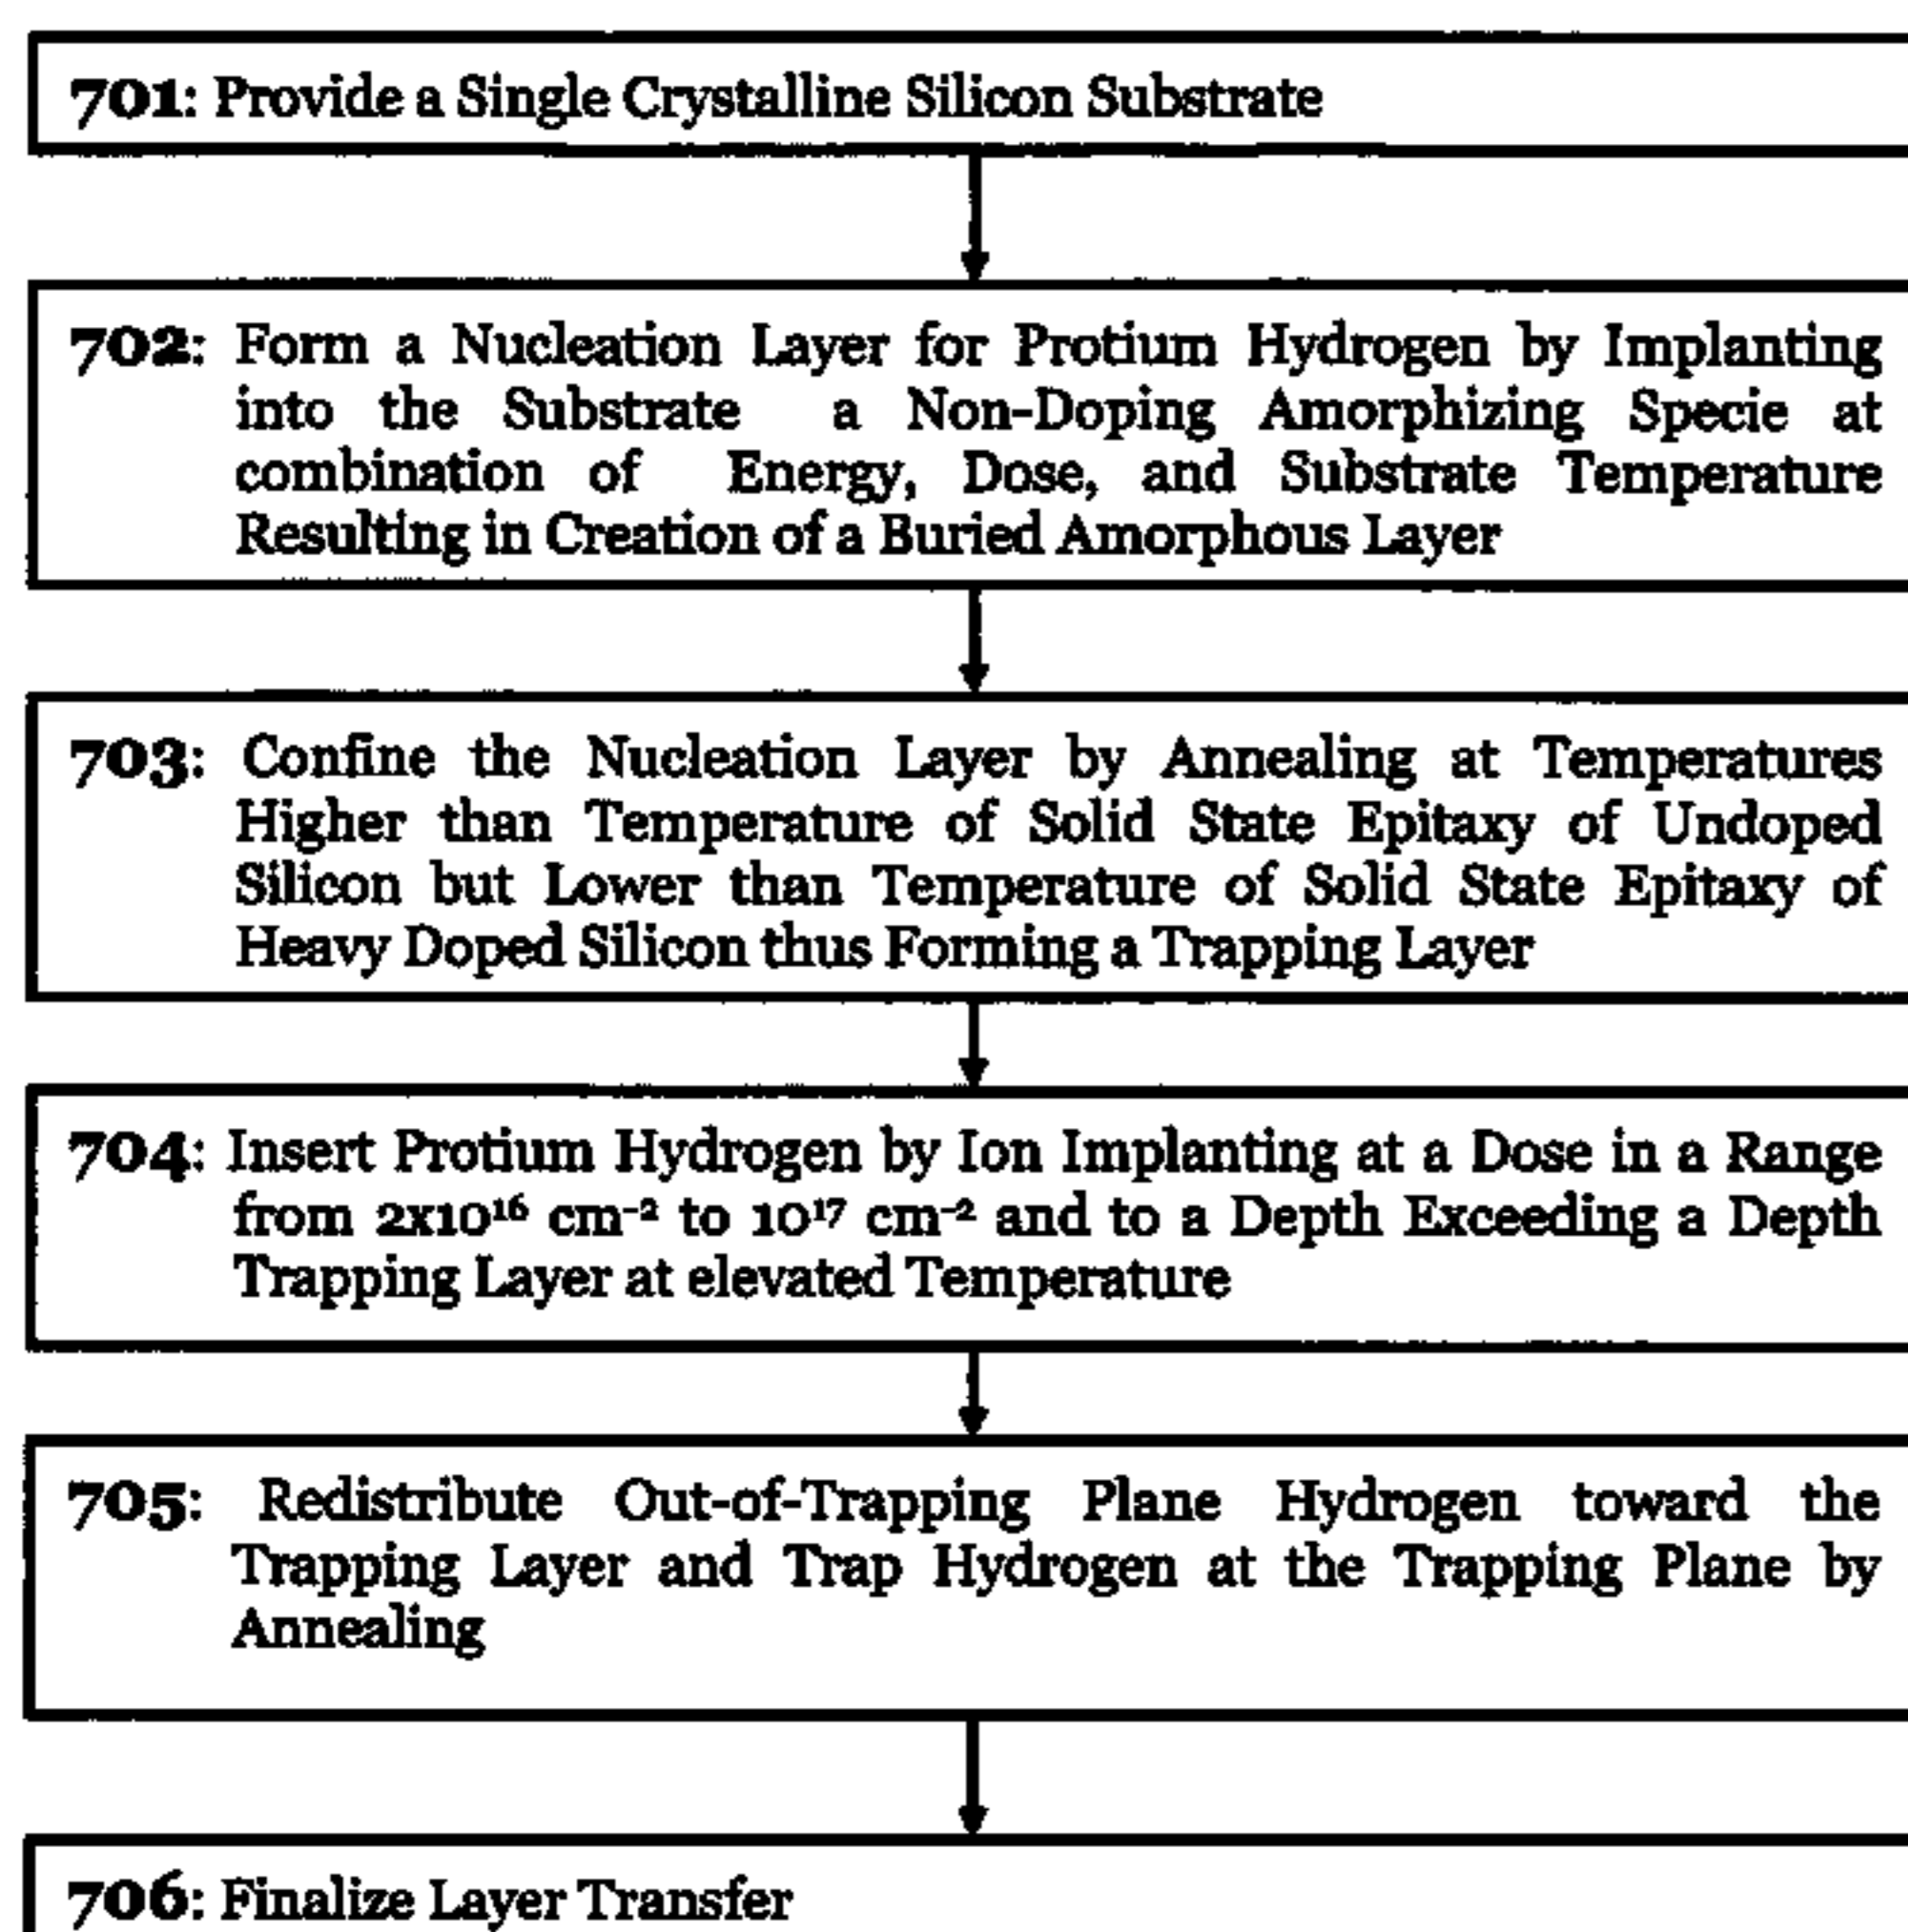 701: Provide a Single Crystalline Silicon Substrate
702: Form a Nucleation Layer for Protium Hydrogen by Implanting
into the Substrate a Non-Doping Amorphizing Specie at
combination of Energy, Dose, and Substrate Temperature
Resulting in Creation of a Buried Amorphous Layer
703: Confine the Nucleation Layer by Annealing at Temperatures
Higher than Temperature of Solid State Epitaxy of Undoped
Silicon but Lower than Temperature of Solid State Epitaxy of
Heavy Doped Silicon thus Forming a Trapping Layer
704: Insert Protium Hydrogen by Ion Implanting at a Dose in a Range
from 2x10¹⁶ cm⁻² to 10¹⁷ cm⁻² and to a Depth Exceeding a Depth
Trapping Layer at elevated Temperature
705: Redistribute Out-of-Trapping Plane Hydrogen toward the
Trapping Layer and Trap Hydrogen at the Trapping Plane by
Annealing
706: Finalize Layer Transfer